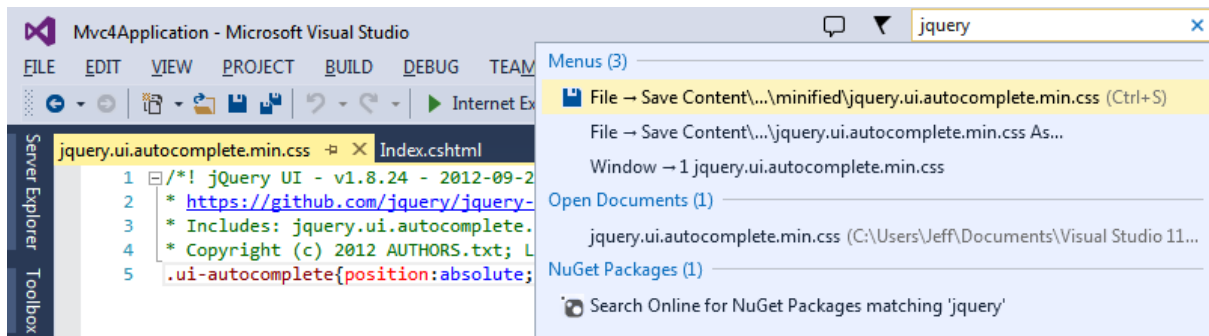 Mvc4Application - Microsoft Visual Studio
jquery
FILE EDIT VIEW PROJECT BUILD DEBUG TEAM
Internet Ex
Menus (3)
File → Save Content\...\minified\jquery.ui.autocomplete.min.css (Ctrl+S)
File → Save Content\...\jquery.ui.autocomplete.min.css As...
Window → 1 jquery.ui.autocomplete.min.css
Open Documents (1)
jquery.ui.autocomplete.min.css (C:\Users\Jeff\Documents\Visual Studio 11...
NuGet Packages (1)
Search Online for NuGet Packages matching 'jquery'
Server Explorer
Toolbox
jquery.ui.autocomplete.min.css Index.cshtml
1 /*! jQuery UI - v1.8.24 - 2012-09-2
2 * https://github.com/jquery/jquery-
3 * Includes: jquery.ui.autocomplete.
4 * Copyright (c) 2012 AUTHORS.txt; L
5 .ui-autocomplete{position:absolute;